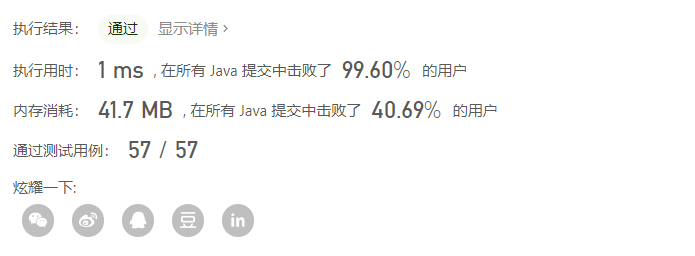 执行结果： 通过 显示详情 ›
执行用时： 1 ms , 在所有 Java 提交中击败了 99.60% 的用户
内存消耗： 41.7 MB , 在所有 Java 提交中击败了 40.69% 的用户
通过测试用例： 57 / 57
炫耀一下:
豆 in